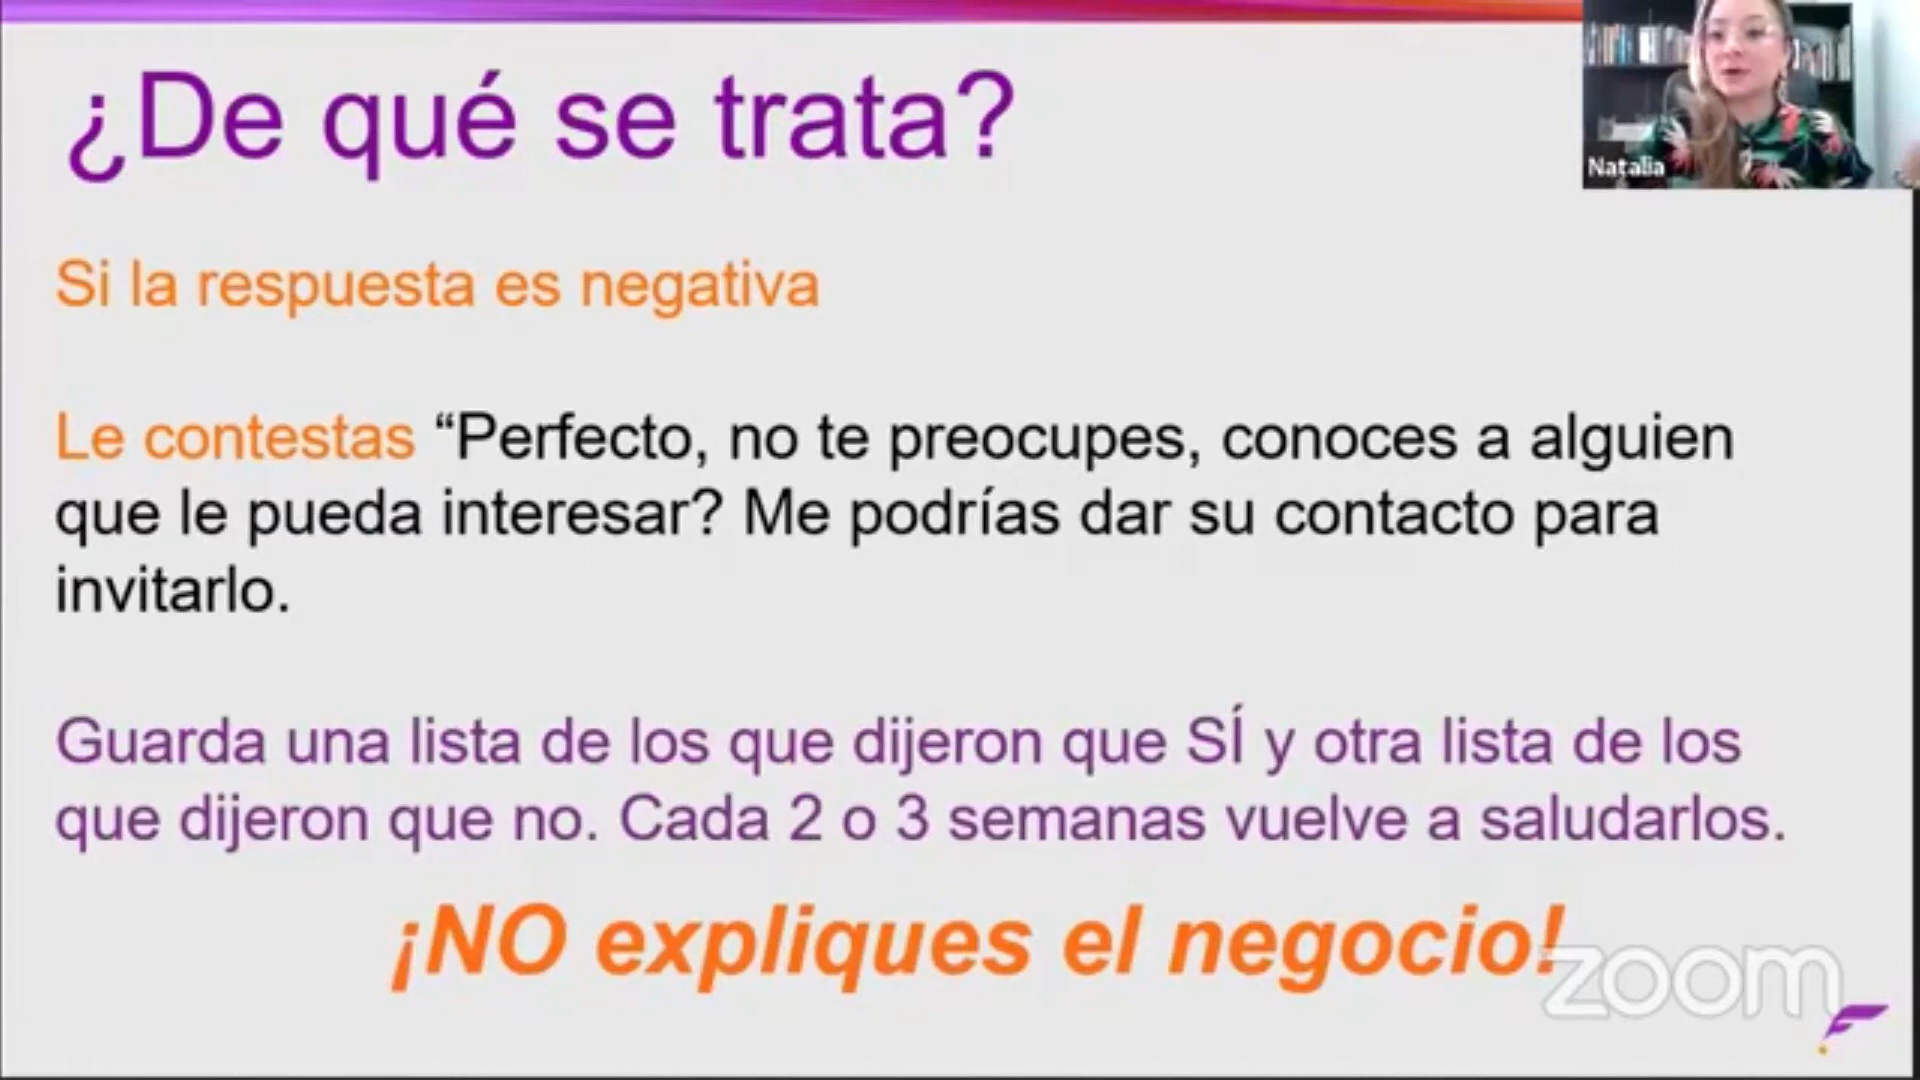 ¿De qué se trata?
Natalia
Si la respuesta es negativa
Le contestas “Perfecto, no te preocupes, conoces a alguien
que le pueda interesar? Me podrías dar su contacto para
invitarlo.
Guarda una lista de los que dijeron que SÍ y otra lista de los
que dijeron que no. Cada 2 o 3 semanas vuelve a saludarlos.
¡NO expliques el negocio!
zoom